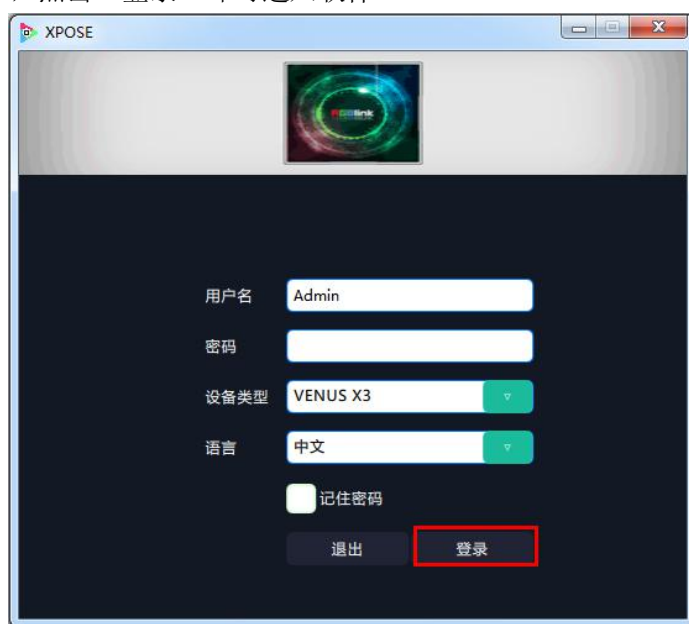 XPOSE
RGBlink
用户名 Admin
密码
设备类型 VENUS X3
语言 中文
记住密码
退出 登录